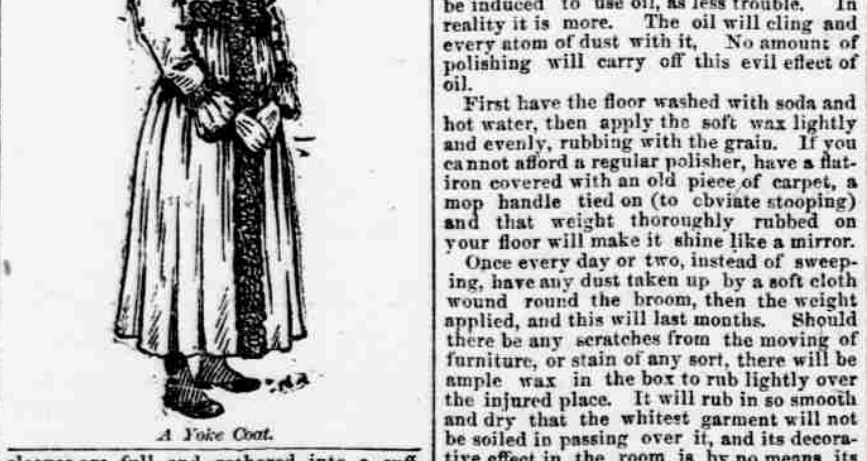 A Yoke Coat.
sleeves are full and gathered into a cuff
be induced to use oil, as less trouble. In
reality it is more. The oil will cling and
every atom of dust with it, No amount of
polishing will carry off this evil effect of
oil.
First have the floor washed with soda and
hot water, then apply the soft wax lightly
and evenly, rubbing with the grain. If you
cannot afford a regular polisher, have a flat-
iron covered with an old piece of carpet, a
mop handle tied on (to cbviate stooping)
and that weight thoroughly rubbed on
your floor will make it shine like a mirror.
Once every day or two, instead of sweep-
ing, have any dust taken up by a soft cloth
wound round the broom, then the weight
applied, and this will last months. Should
there be any scratches from the moving of
furniture, or stain of any sort, there will be
ample wax in the box to rub lightly over
the injured place. It will rub in so smooth
and dry that the whitest garment will not
be soiled in passing over it, and its decora-
tive effect in the room is by no means its